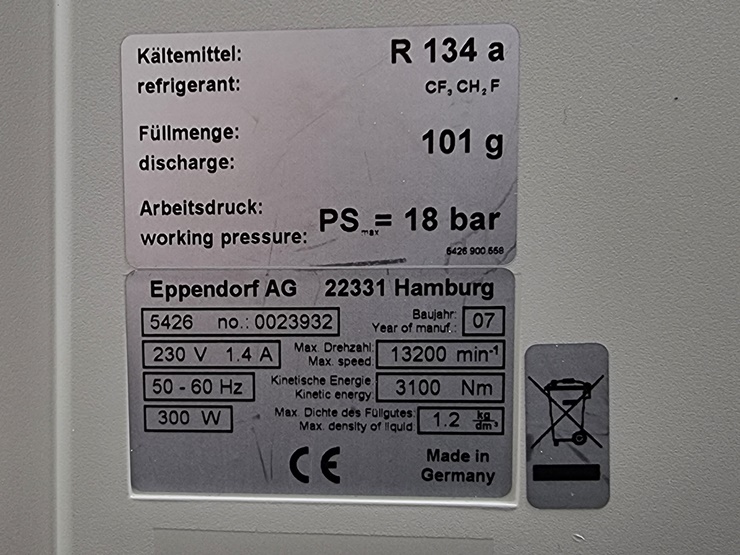 Kältemittel: R 134 a
refrigerant: CF₃ CH₂ F
Füllmenge:
discharge: 101 g
Arbeitsdruck:
working pressure: PSₘₐₓ = 18 bar
5426 900.558
Eppendorf AG 22331 Hamburg
5426 no.: 0023932 Baujahr: Year of manuf.: 07
230 V 1.4 A Max. Drehzahl: Max. speed: 13200 min⁻¹
50 - 60 Hz Kinetische Energie: Kinetic energy: 3100 Nm
300 W Max. Dichte des Füllgutes: Max. density of liquid: 1.2 kg/dm³
CE Made in
Germany